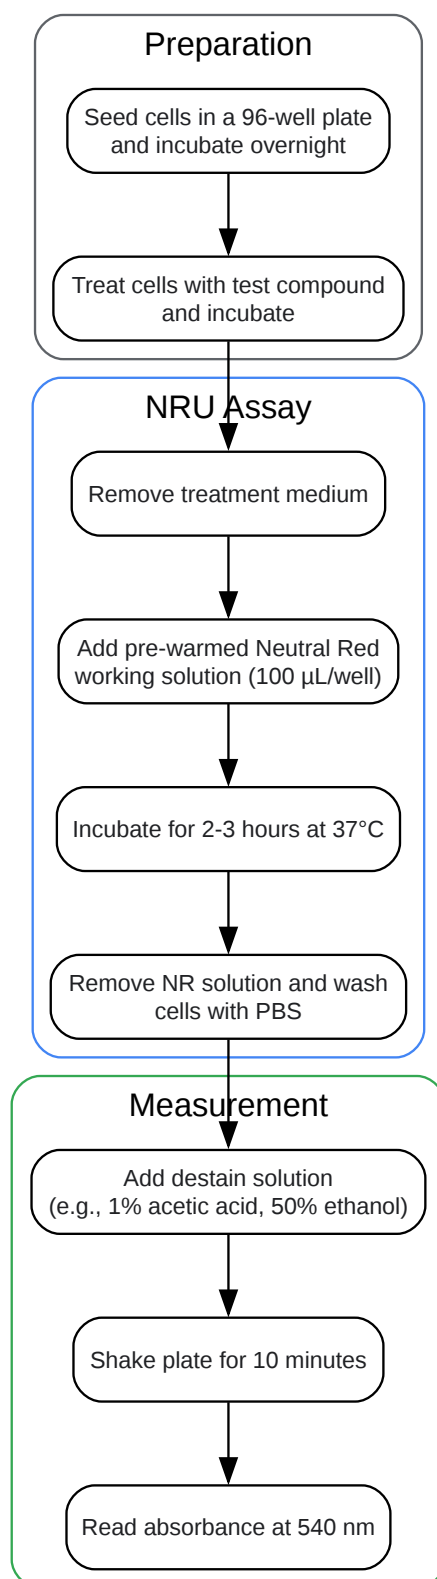 Preparation
Seed cells in a 96-well plate
and incubate overnight
Treat cells with test compound
and incubate
NRU Assay
Remove treatment medium
Add pre-warmed Neutral Red
working solution (100 µL/well)
Incubate for 2-3 hours at 37°C
Remove NR solution and wash
cells with PBS
Measurement
Add destain solution
(e.g., 1% acetic acid, 50% ethanol)
Shake plate for 10 minutes
Read absorbance at 540 nm